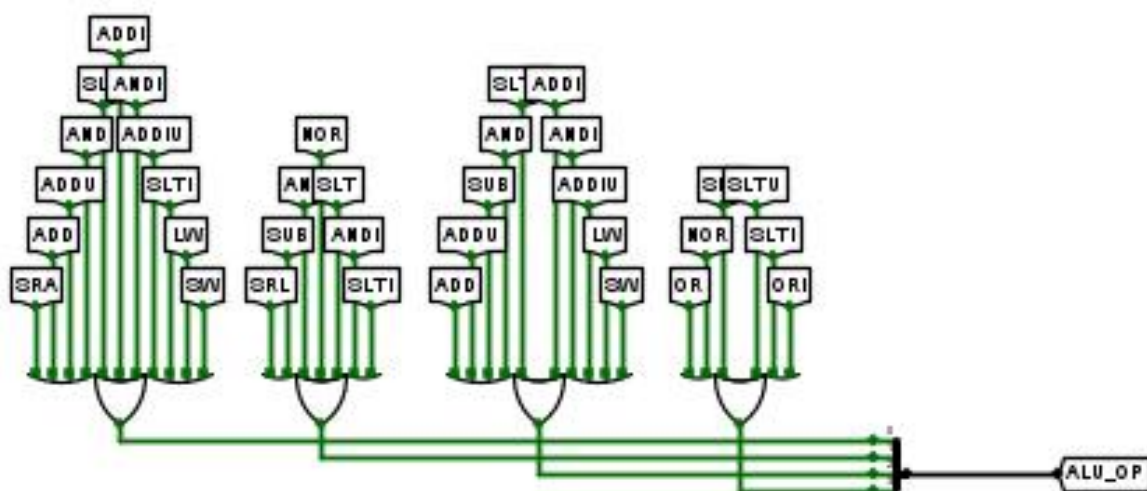 ADDI
ANDI
SLT ADDI
AND ADDIU
NOR
AND ANDI
ADDU SLTI
SLT
SUB ADDIU
SLTU
ADD LW
SUB ANDI
ADDU LW
NOR SLTI
SRA SW
SRL SLTI
ADD SW
OR ORI
ALU_OP